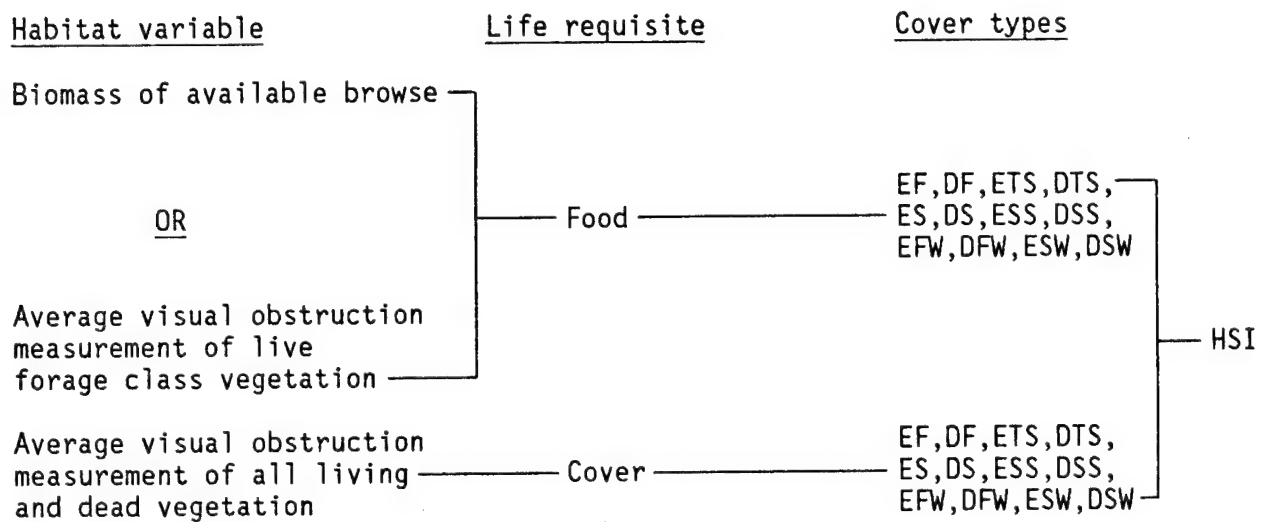 Habitat variable Life requisite Cover types
Biomass of available browse
OR
Food
EF,DF,ETS,DTS,
ES,DS,ESS,DSS,
EFW,DFW,ESW,DSW
Average visual obstruction
measurement of live
forage class vegetation
HSI
Average visual obstruction
measurement of all living
and dead vegetation
Cover
EF,DF,ETS,DTS,
ES,DS,ESS,DSS,
EFW,DFW,ESW,DSW